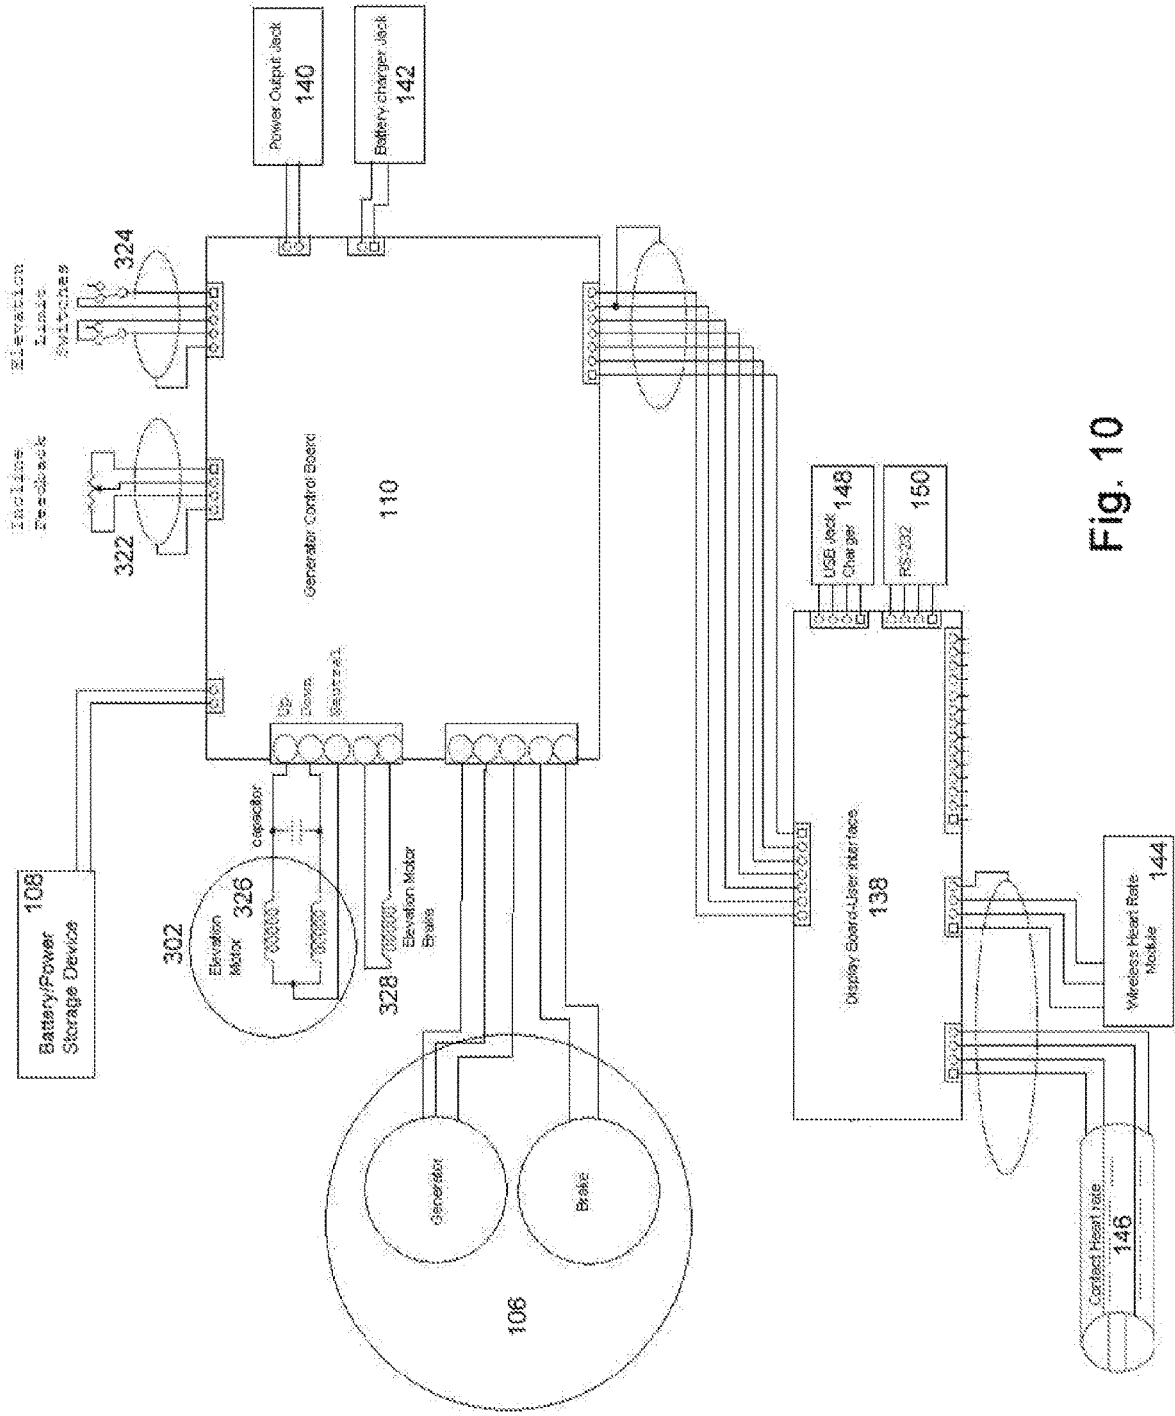 Battery/Power
Storage Device
108
Incline
Feedback
322
Elevation
Limit
Switches
324
Power Output Jack
140
Battery charger Jack
142
302
Elevation
Motor
326
capacitor
Up
Down
Neutral
328
Elevation Motor
Brake
Generator Control Board
110
Generator
Brake
106
Display Board-User interface
138
USB Jack
Charger
148
RS-232
150
Wireless Heart Rate
Module
144
Contact Heart rate
146
Fig. 10